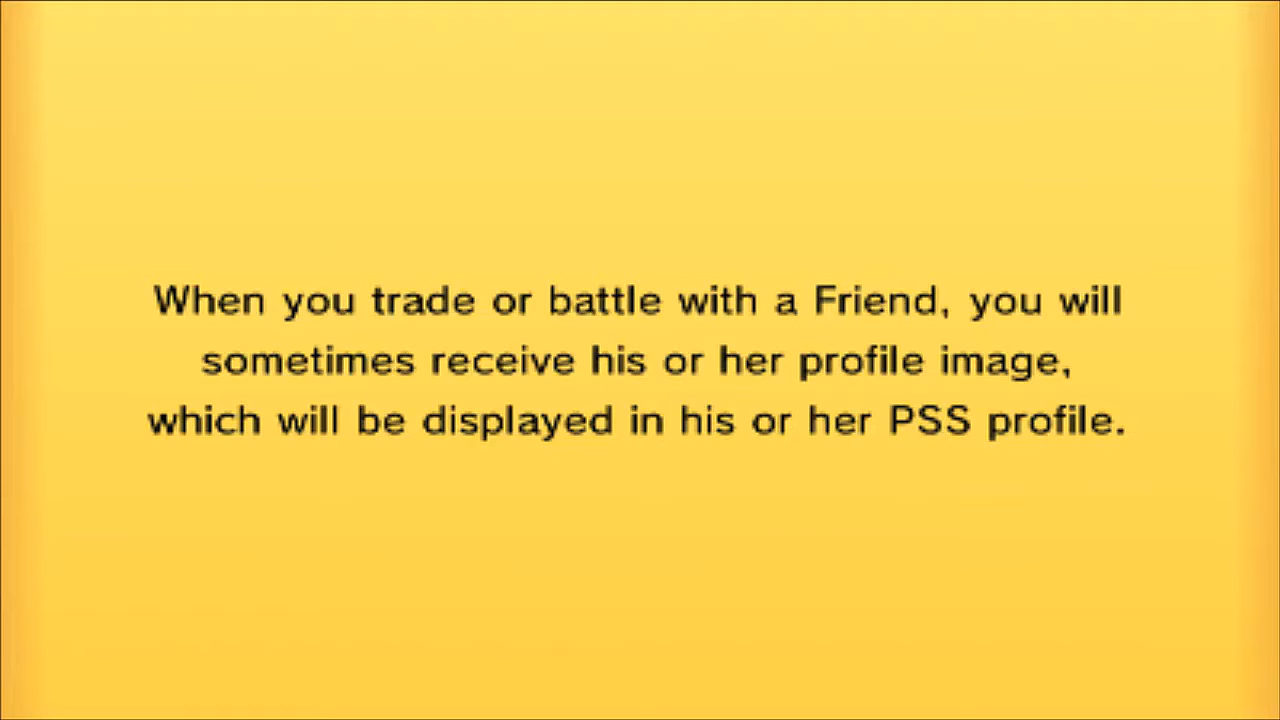 When you trade or battle with a Friend, you will
sometimes receive his or her profile image,
which will be displayed in his or her PSS profile.